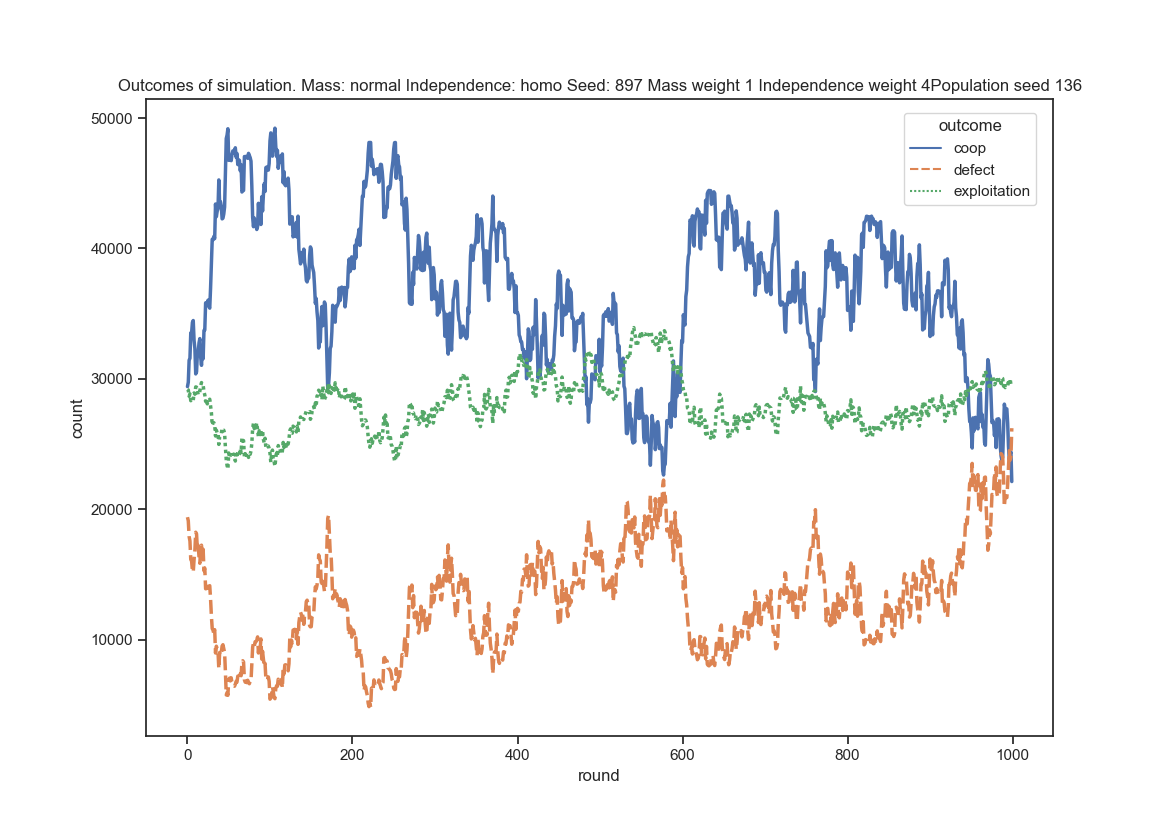 Outcomes of simulation. Mass: normal Independence: homo Seed: 897 Mass weight 1 Independence weight 4Population seed 136
outcome
coop
defect
exploitation
50000
40000
30000
20000
10000
count
0
200
400
600
800
1000
round